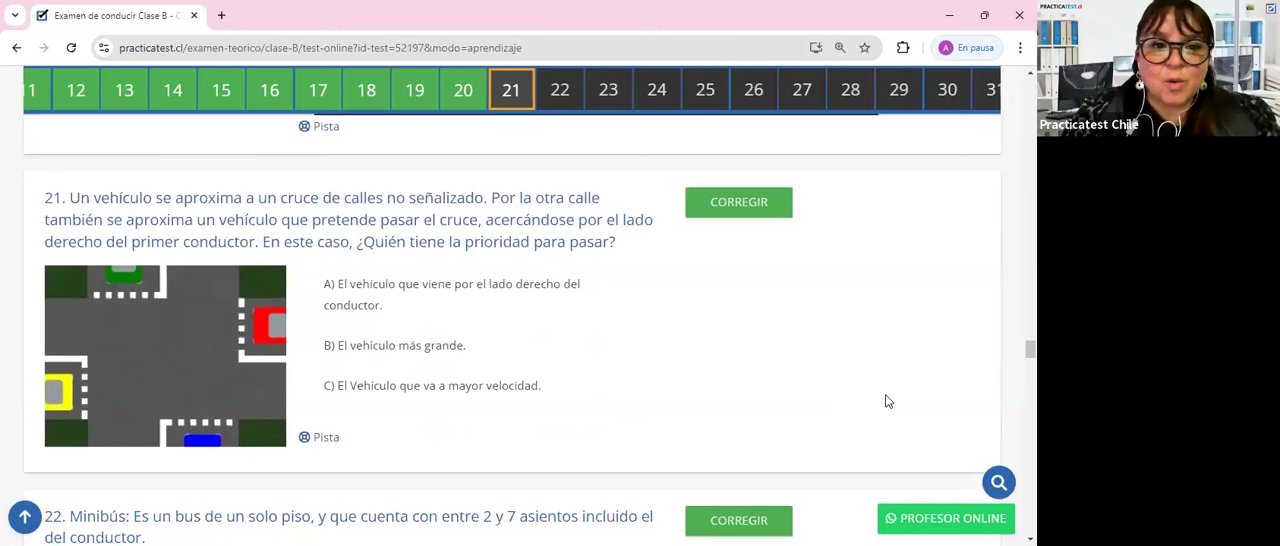 Examen de conducir Clase B - C
practicatest.cl/examen-teorico/clase-B/test-online?id-test=52197&modo=aprendizaje
A En pausa
11 12 13 14 15 16 17 18 19 20 21 22 23 24 25 26 27 28 29 30 31
Pista
21. Un vehículo se aproxima a un cruce de calles no señalizado. Por la otra calle
también se aproxima un vehículo que pretende pasar el cruce, acercándose por el lado
derecho del primer conductor. En este caso, ¿Quién tiene la prioridad para pasar?
CORREGIR
A) El vehículo que viene por el lado derecho del
conductor.
B) El vehículo más grande.
C) El Vehículo que va a mayor velocidad.
Pista
22. Minibús: Es un bus de un solo piso, y que cuenta con entre 2 y 7 asientos incluido el
del conductor.
CORREGIR
PROFESOR ONLINE
PRACTICATEST.CL
Practicatest Chile